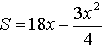 S = 18x − 3x²/4